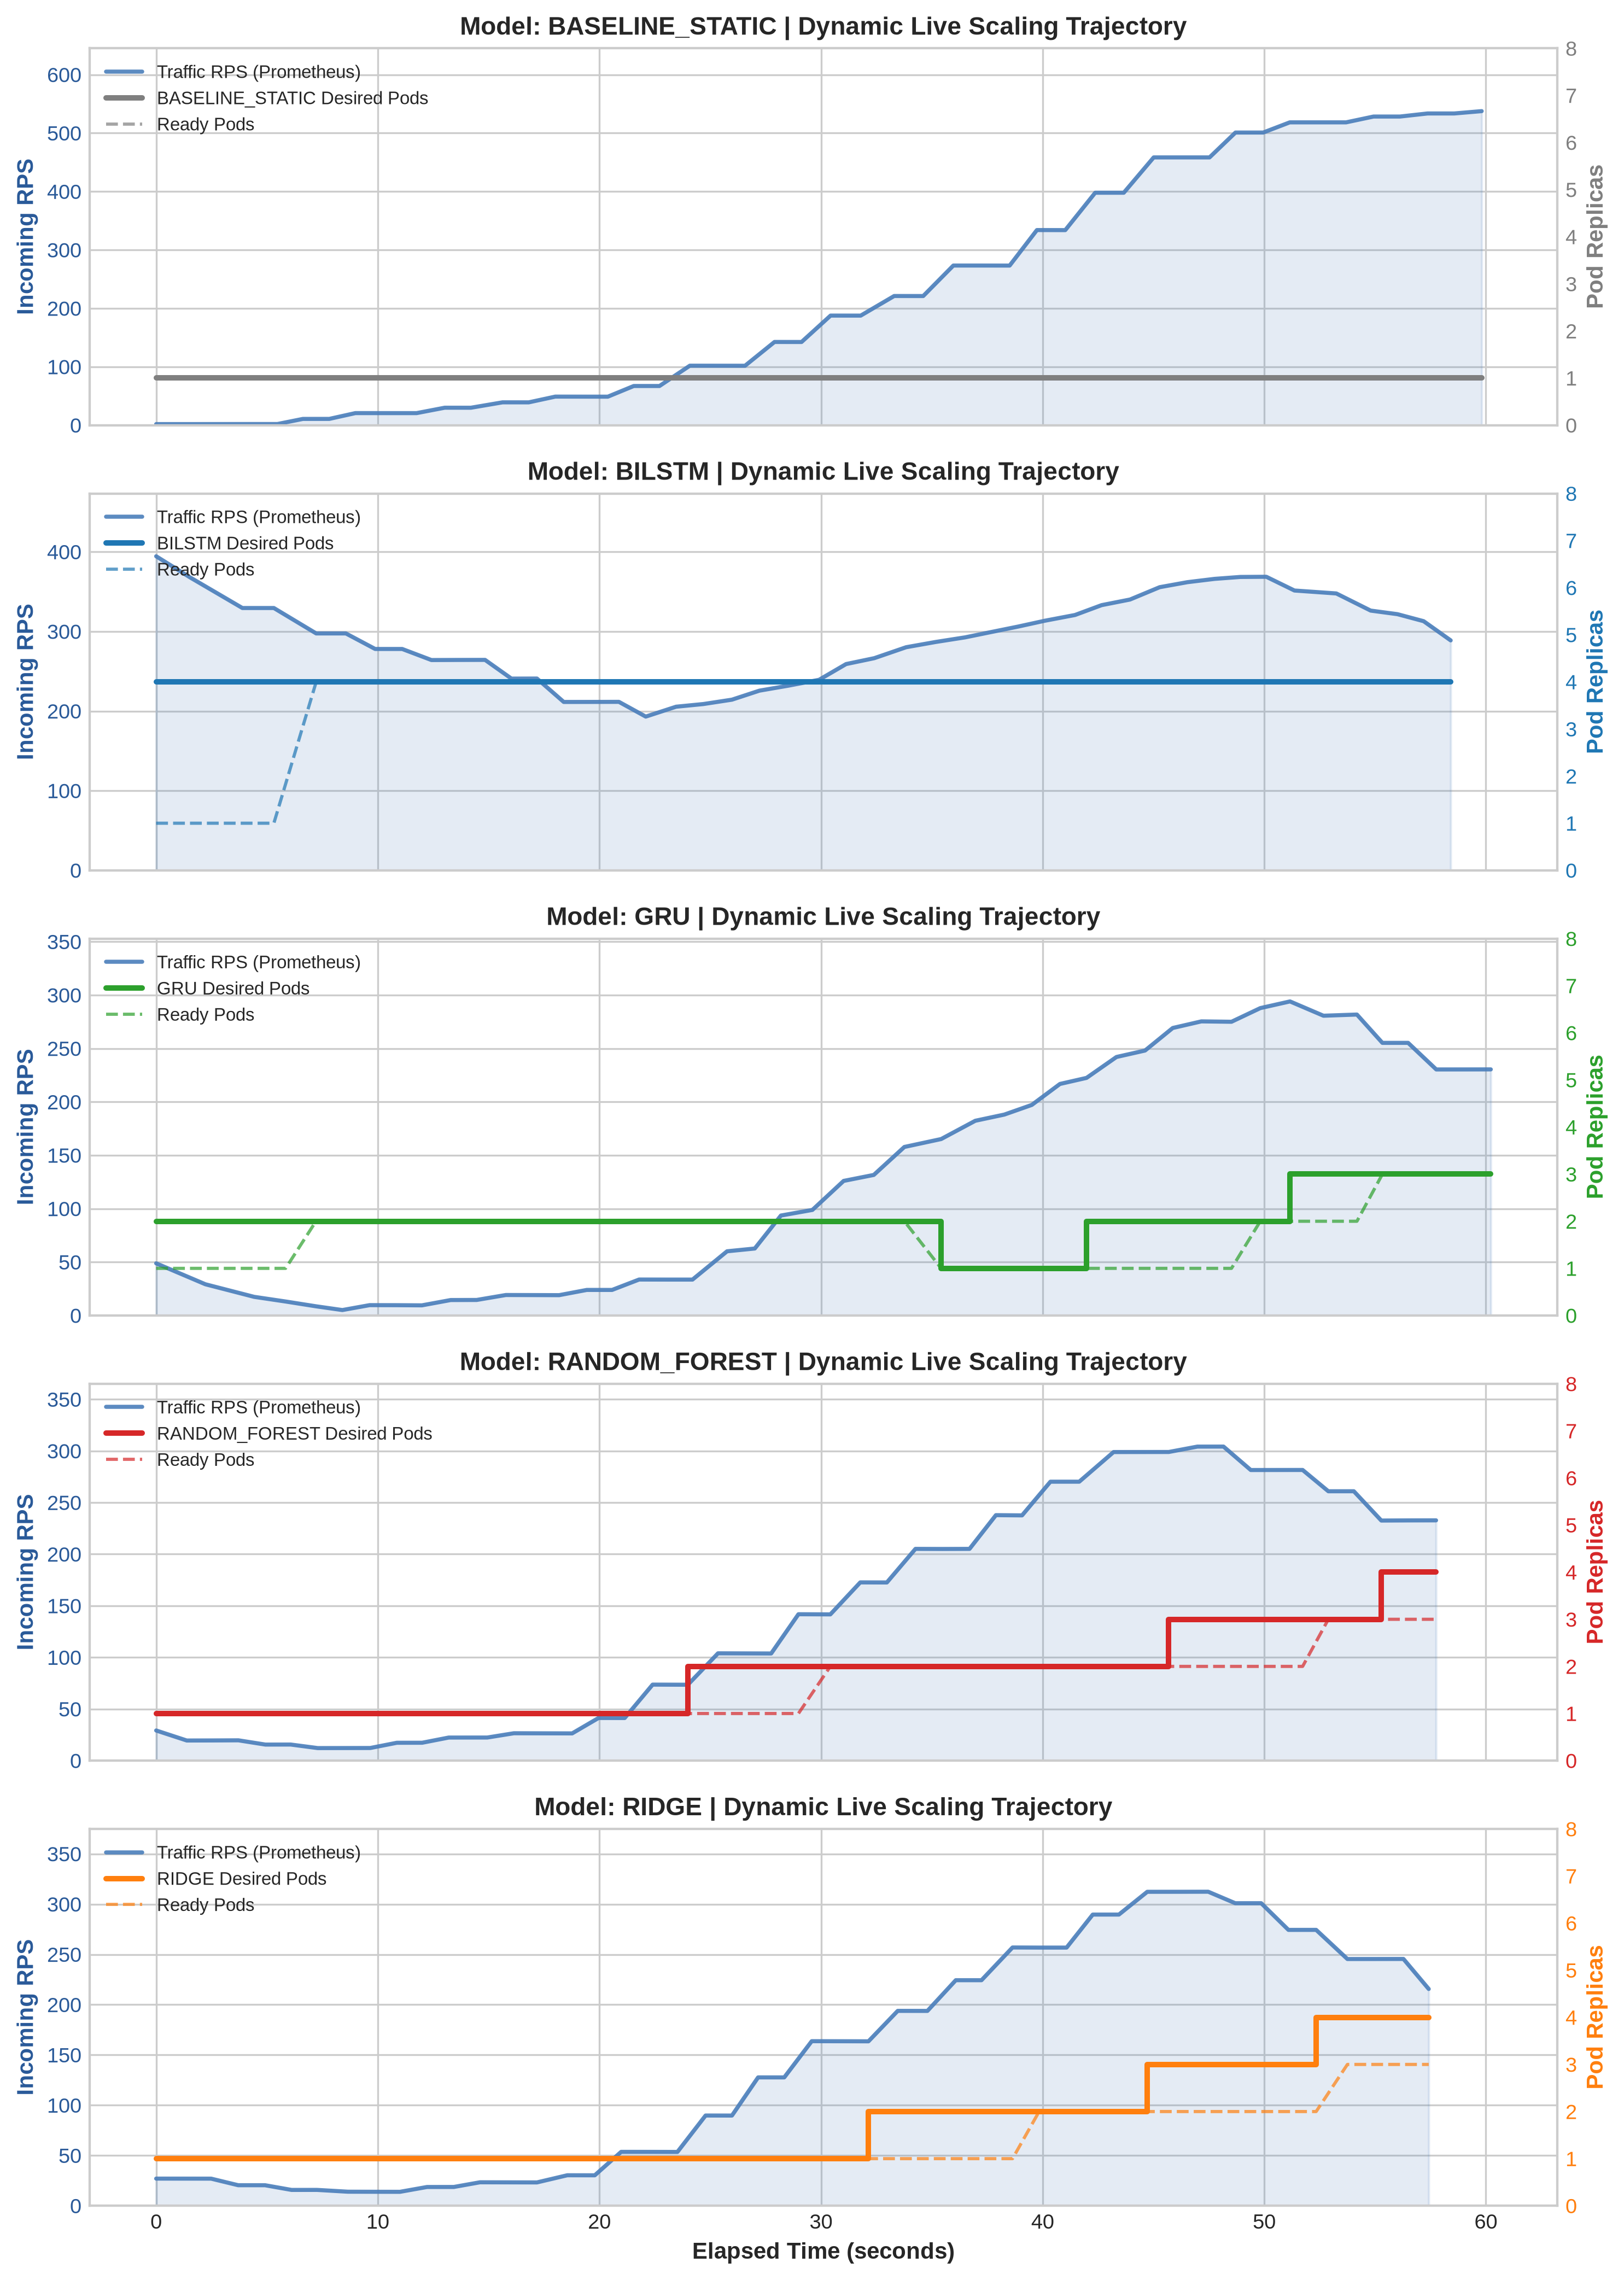 Model: BASELINE_STATIC | Dynamic Live Scaling Trajectory
Traffic RPS (Prometheus)
BASELINE_STATIC Desired Pods
Ready Pods
Incoming RPS
600
500
400
300
200
100
0
8
7
6
5
4
3
2
1
0
Pod Replicas
Model: BILSTM | Dynamic Live Scaling Trajectory
Traffic RPS (Prometheus)
BILSTM Desired Pods
Ready Pods
Incoming RPS
400
300
200
100
0
8
7
6
5
4
3
2
1
0
Pod Replicas
Model: GRU | Dynamic Live Scaling Trajectory
Traffic RPS (Prometheus)
GRU Desired Pods
Ready Pods
Incoming RPS
350
300
250
200
150
100
50
0
8
7
6
5
4
3
2
1
0
Pod Replicas
Model: RANDOM_FOREST | Dynamic Live Scaling Trajectory
Traffic RPS (Prometheus)
RANDOM_FOREST Desired Pods
Ready Pods
Incoming RPS
350
300
250
200
150
100
50
0
8
7
6
5
4
3
2
1
0
Pod Replicas
Model: RIDGE | Dynamic Live Scaling Trajectory
Traffic RPS (Prometheus)
RIDGE Desired Pods
Ready Pods
Incoming RPS
350
300
250
200
150
100
50
0
8
7
6
5
4
3
2
1
0
Pod Replicas
0 10 20 30 40 50 60
Elapsed Time (seconds)